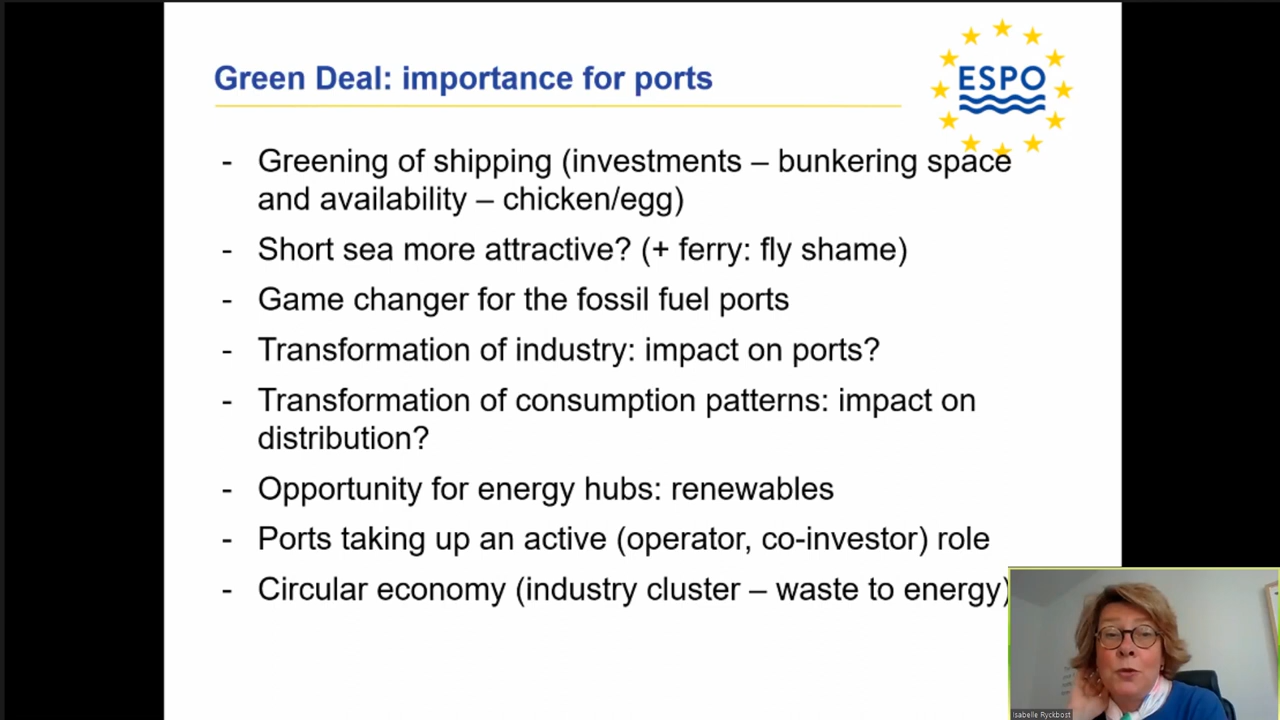 Green Deal: importance for ports
ESPO
- Greening of shipping (investments – bunkering space
and availability – chicken/egg)
- Short sea more attractive? (+ ferry: fly shame)
- Game changer for the fossil fuel ports
- Transformation of industry: impact on ports?
- Transformation of consumption patterns: impact on
distribution?
- Opportunity for energy hubs: renewables
- Ports taking up an active (operator, co-investor) role
- Circular economy (industry cluster – waste to energy)
Isabelle Ryckbost